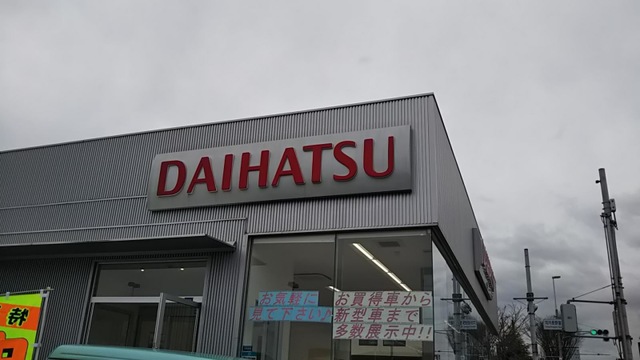 DAIHATSU
お気軽に
見て下さい!
お買得車から
新型車まで
多数展示中!!